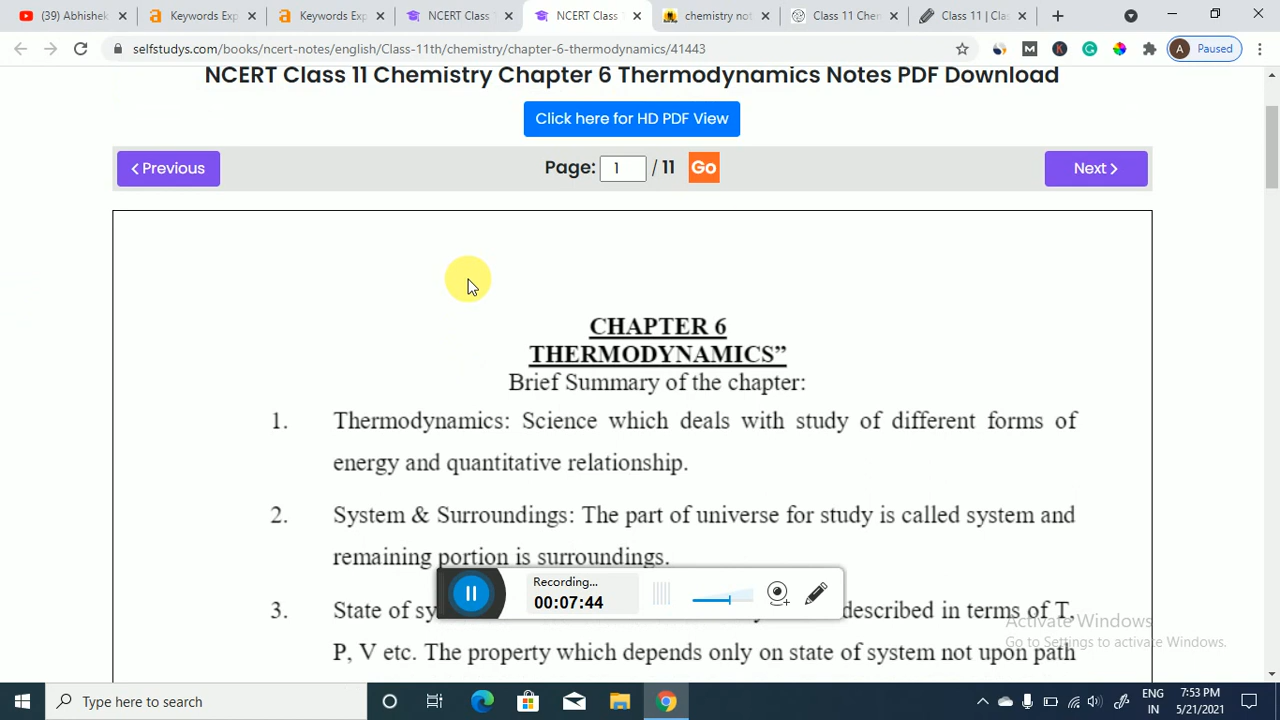 (39) Abhishek
Keywords Exp
Keywords Exp
NCERT Class
NCERT Class
chemistry not
Class 11 Chem
Class 11 | Clas
selfstudys.com/books/ncert-notes/english/Class-11th/chemistry/chapter-6-thermodynamics/41443
M
K
A Paused
NCERT Class 11 Chemistry Chapter 6 Thermodynamics Notes PDF Download
Click here for HD PDF View
Previous
Page: 1 / 11 Go
Next
CHAPTER 6
THERMODYNAMICS”
Brief Summary of the chapter:
1. Thermodynamics: Science which deals with study of different forms of
energy and quantitative relationship.
2. System & Surroundings: The part of universe for study is called system and
remaining portion is surroundings.
3. State of described in terms of T,
P, V etc. The property which depends only on state of system not upon path
Recording...
00:07:44
Activate Windows
Go to Settings to activate Windows.
Type here to search
ENG
IN
7:53 PM
5/21/2021